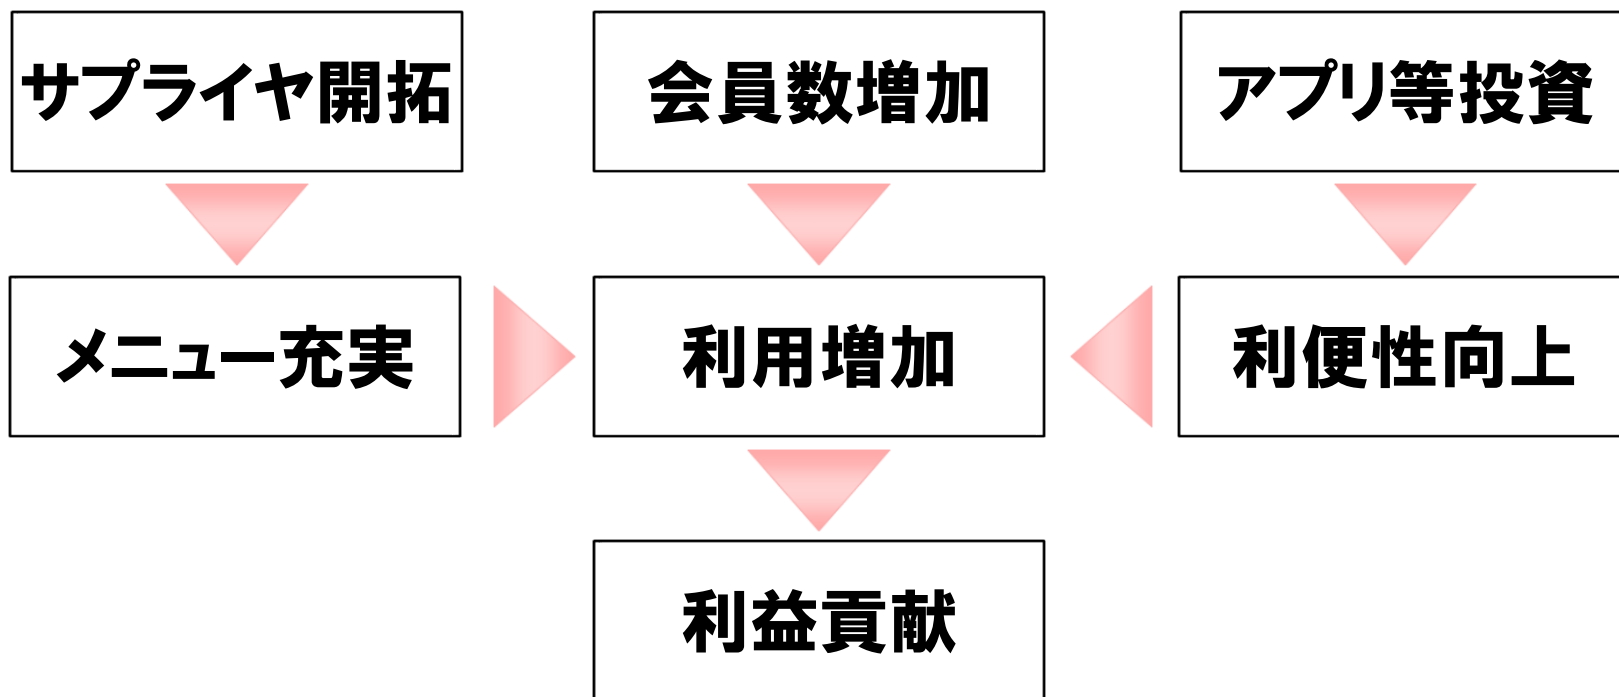 サプライヤ開拓
会員数増加
アプリ等投資
メニュー充実
利用増加
利便性向上
利益貢献